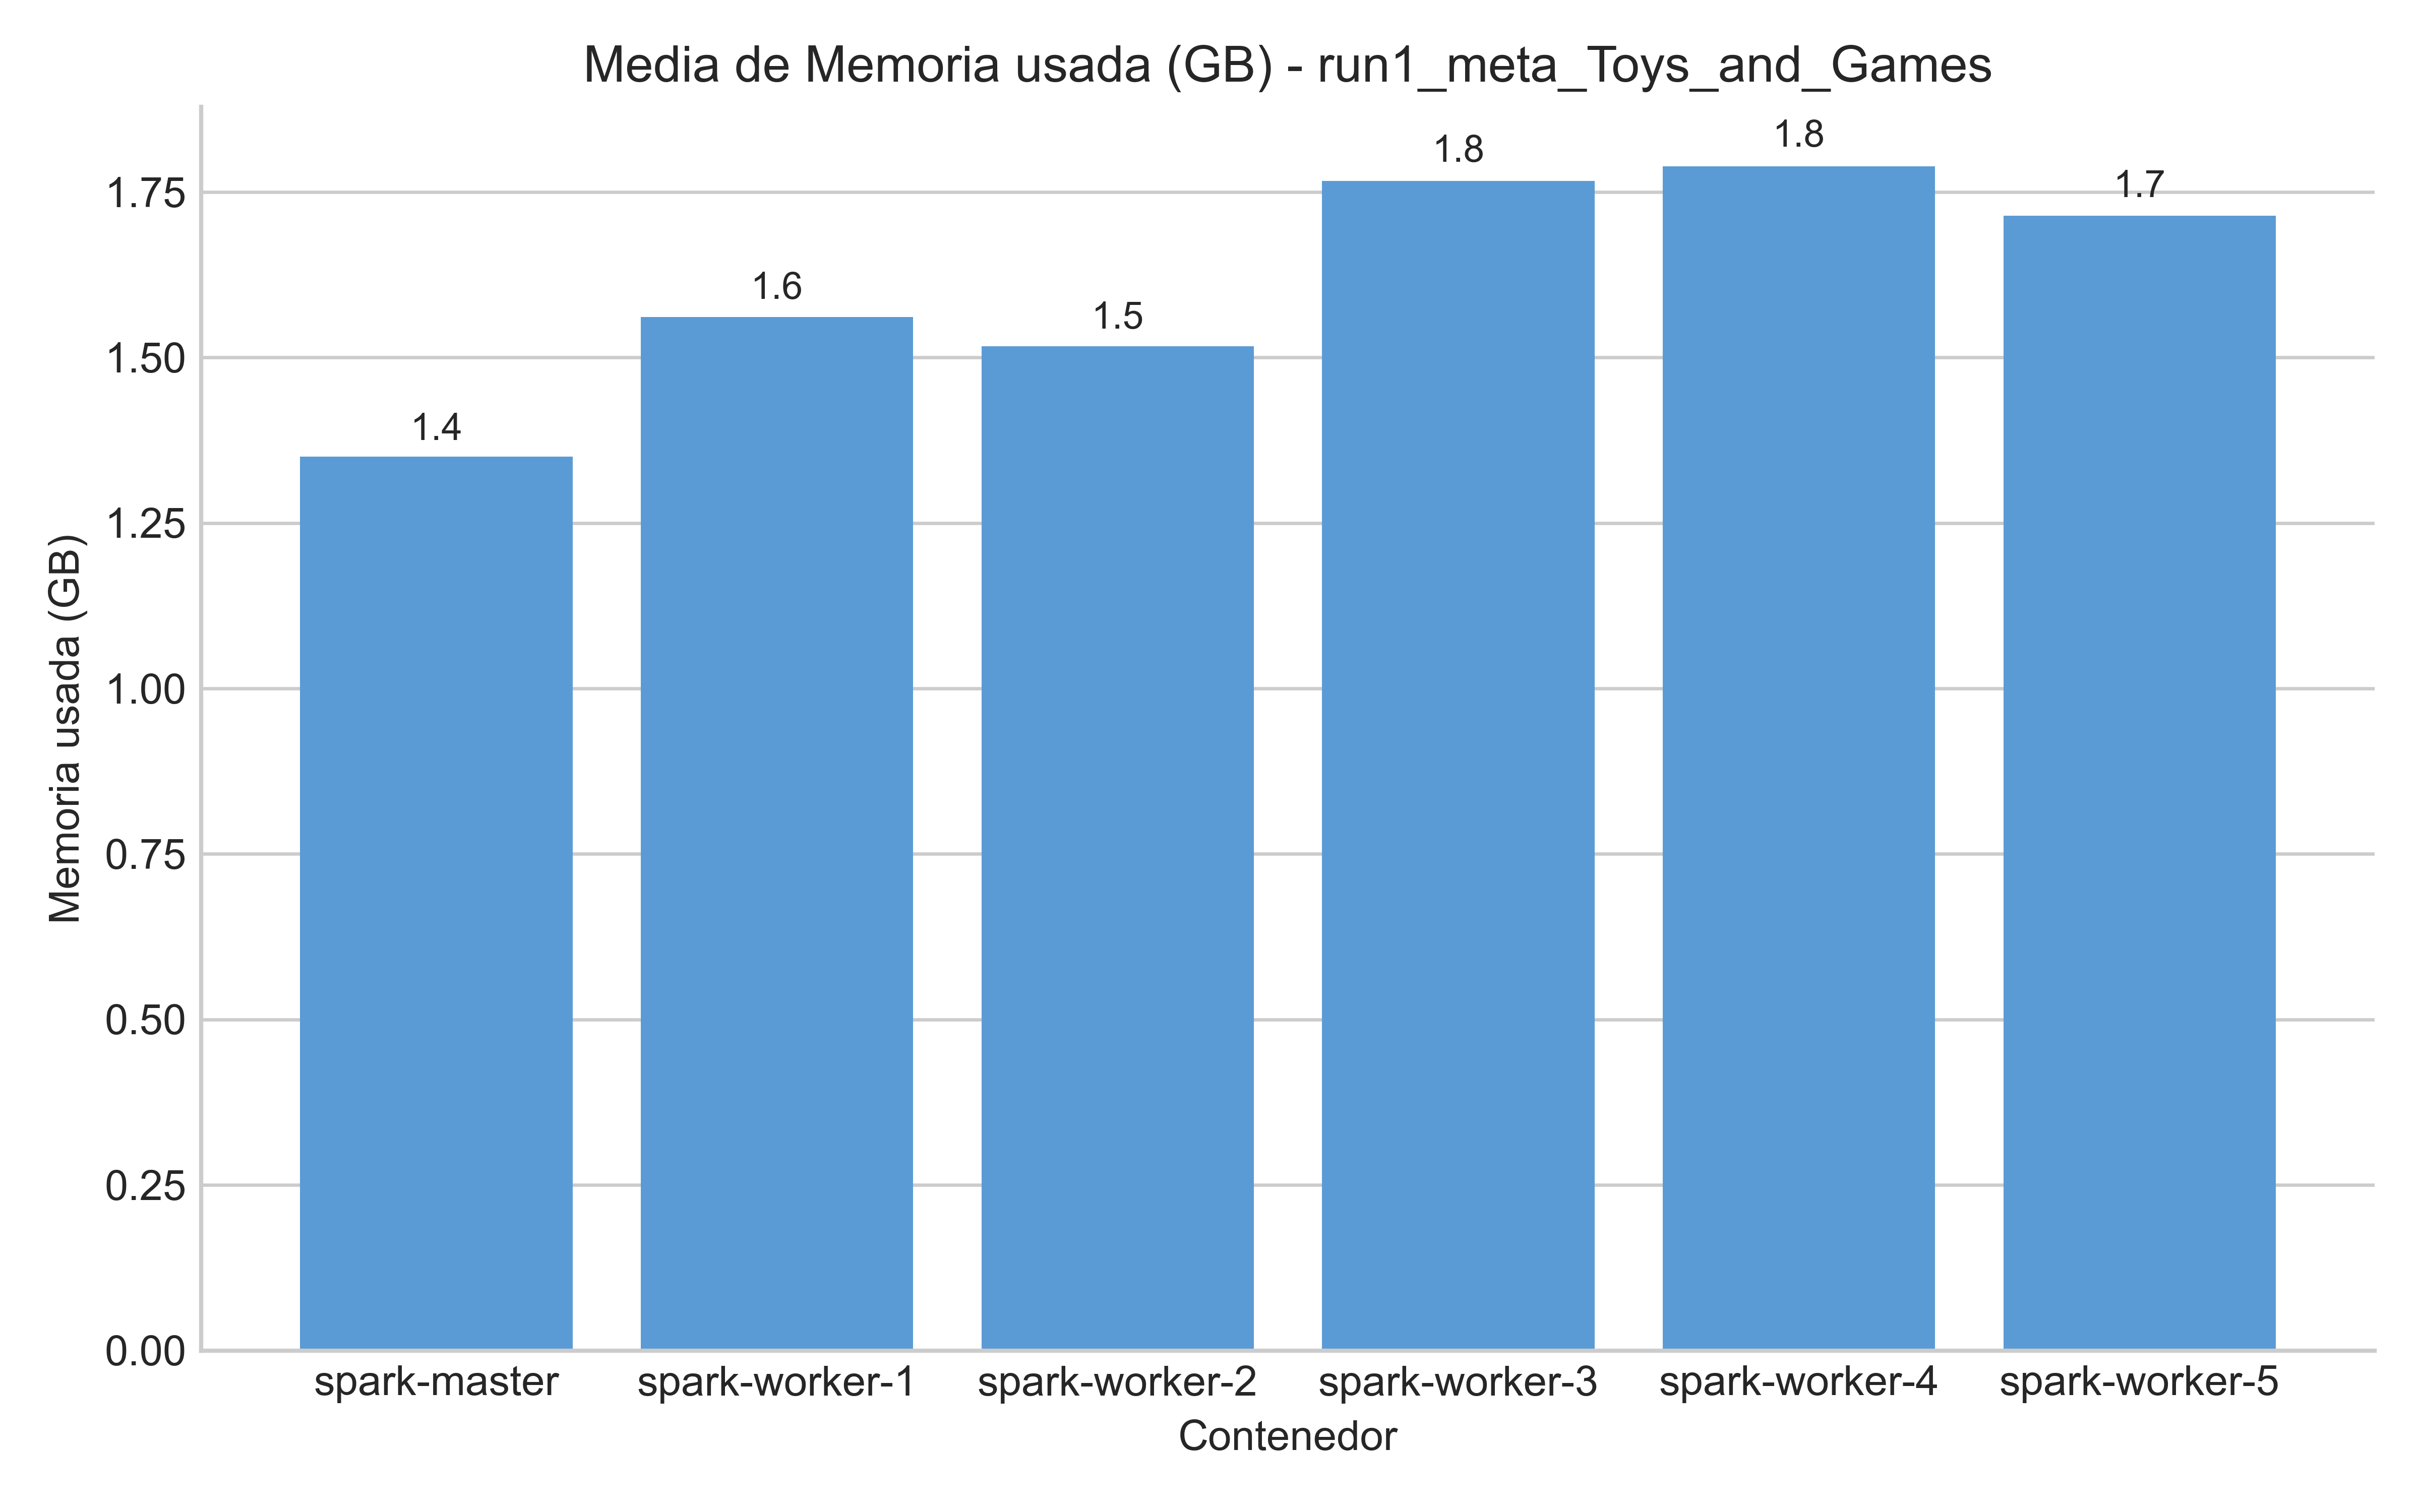 Media de Memoria usada (GB) - run1_meta_Toys_and_Games
1.8
1.8
1.7
1.6
1.5
1.4
1.75
1.50
1.25
1.00
0.75
0.50
0.25
0.00
Memoria usada (GB)
spark-master
spark-worker-1
spark-worker-2
spark-worker-3
spark-worker-4
spark-worker-5
Contenedor